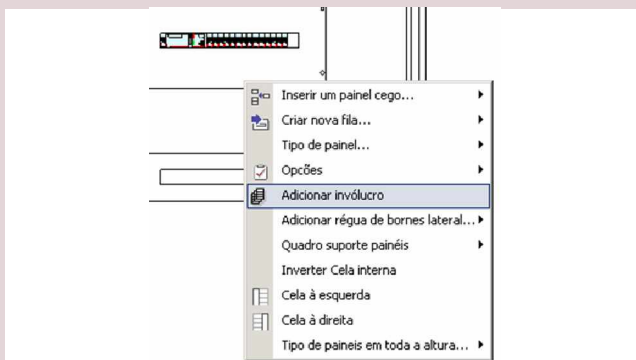 Inserir um painel cego...
Criar nova fila...
Tipo de painel...
Opcões
Adicionar invólucro
Adicionar régua de bornes lateral...
Quadro suporte painéis
Inverter Cela interna
Cela à esquerda
Cela à direita
Tipo de paineis em toda a altura...